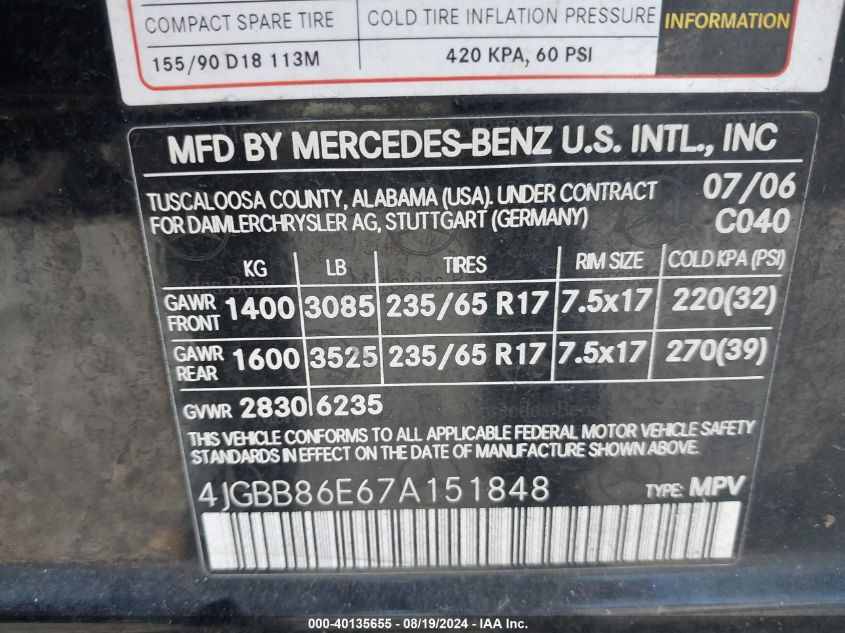 COMPACT SPARE TIRE COLD TIRE INFLATION PRESSURE INFORMATION
155/90 D18 113M 420 KPA, 60 PSI
MFD BY MERCEDES-BENZ U.S. INTL., INC
TUSCALOOSA COUNTY, ALABAMA (USA). UNDER CONTRACT 07/06
FOR DAIMLERCHRYSLER AG, STUTTGART (GERMANY) C040
KG LB TIRES RIM SIZE COLD KPA (PSI)
GAWR FRONT 1400 3085 235/65 R17 7.5x17 220(32)
GAWR REAR 1600 3525 235/65 R17 7.5x17 270(39)
GVWR 2830 6235
THIS VEHICLE CONFORMS TO ALL APPLICABLE FEDERAL MOTOR VEHICLE SAFETY
STANDARDS IN EFFECT ON THE DATE OF MANUFACTURE SHOWN ABOVE.
4JGBB86E67A151848 TYPE: MPV
000-40135655 - 08/19/2024 - IAA Inc.